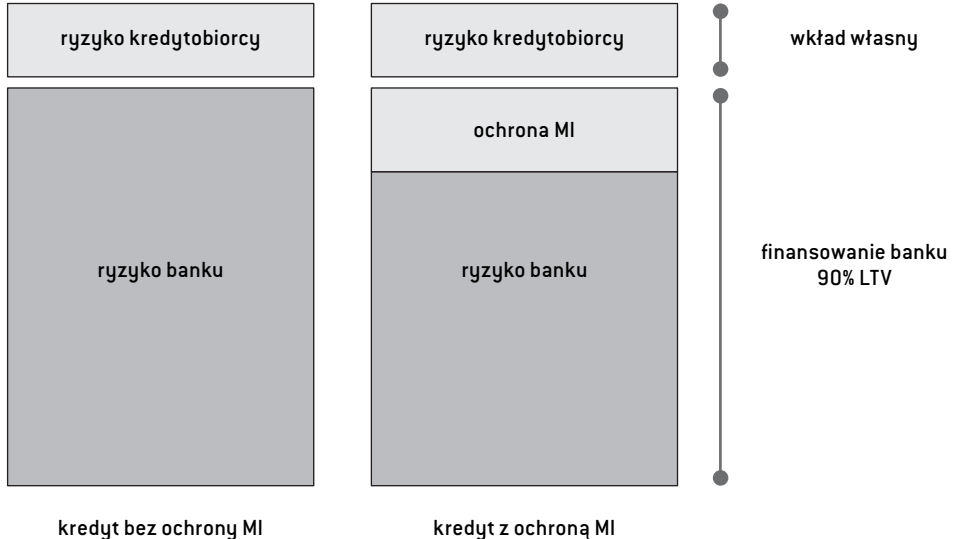 ryzyko kredytobiorcy
ryzyko kredytobiorcy
wkład własny
ochrona MI
ryzyko banku
ryzyko banku
finansowanie banku
90% LTV
kredyt bez ochrony MI
kredyt z ochroną MI